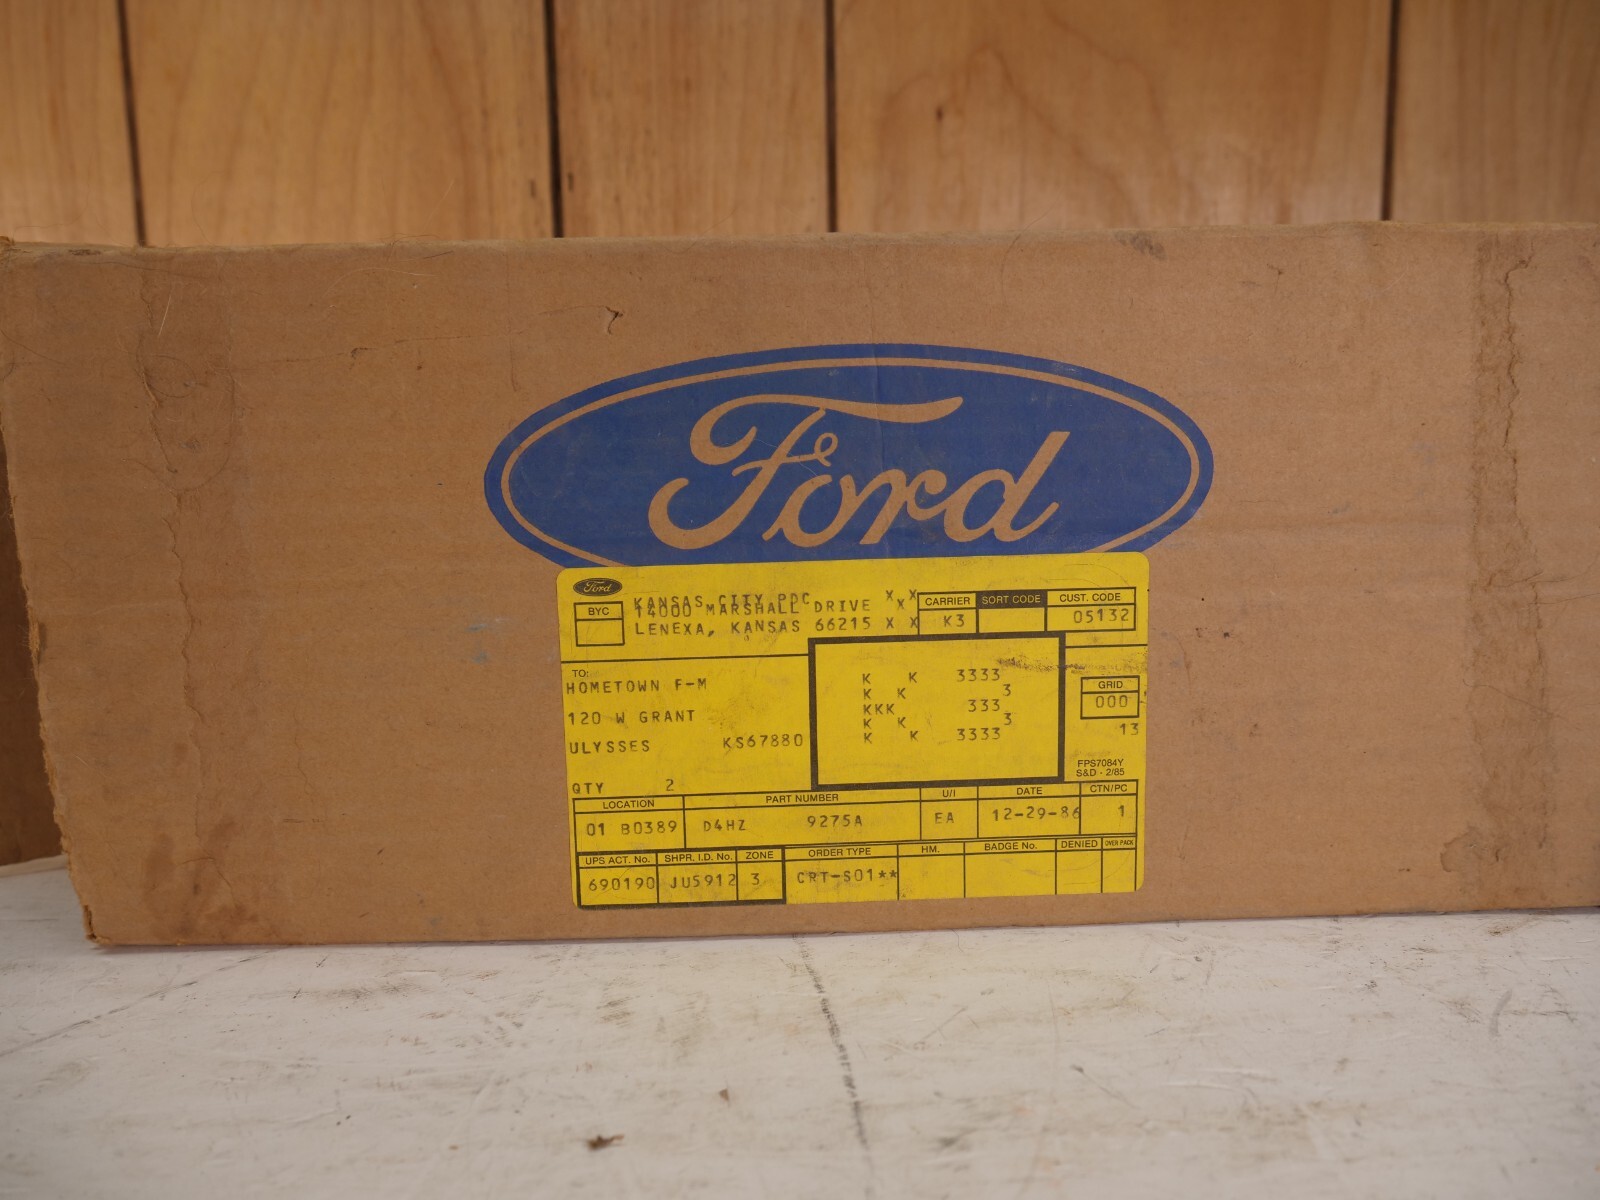 Ford
Ford
BYC
KANSAS CITY PDC X X
14000 MARSHALL DRIVE X
LENEXA, KANSAS 66215 X X
CARRIER SORT CODE CUST. CODE
K3 05132
TO:
HOMETOWN F-M
120 W GRANT
ULYSSES KS67880
K K 3333
K K 3
KKK 333
K K 3
K K 3333
GRID
000
13
FPS7084Y
S&D - 2/85
QTY 2
LOCATION PART NUMBER U/I DATE CTN/PC
01 B0389 D4HZ 9275A EA 12-29-86 1
UPS ACT. No. SHPR. I.D. No. ZONE ORDER TYPE HM. BADGE No. DENIED OVER PACK
690190 JU5912 3 CRT-S01**